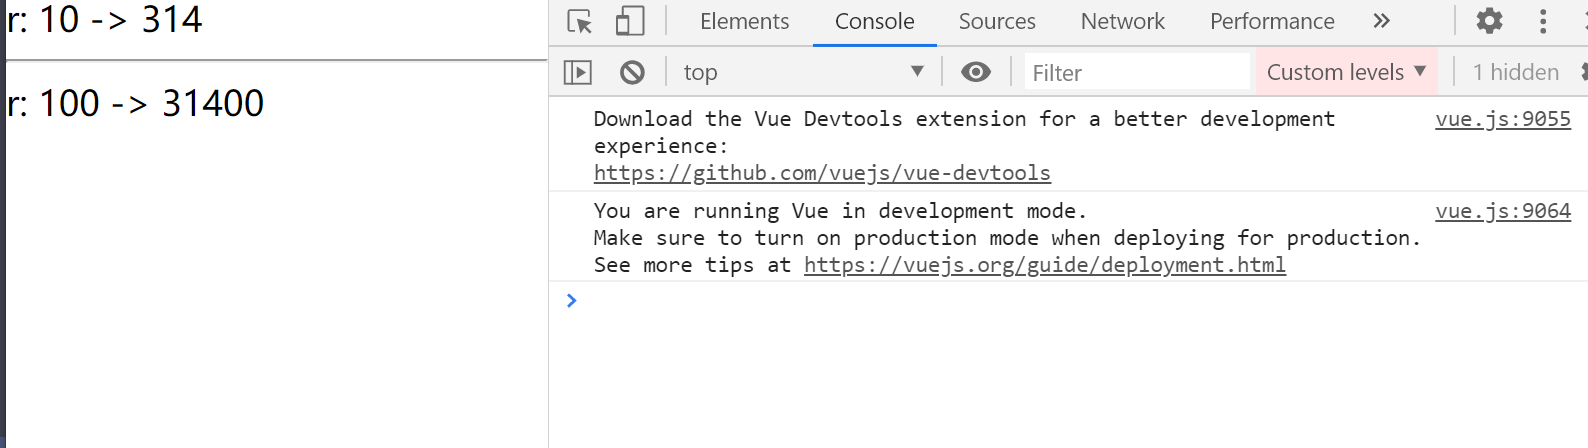 r: 10 -> 314
r: 100 -> 31400
Elements Console Sources Network Performance »
top Filter Custom levels ▼ 1 hidden
Download the Vue Devtools extension for a better development vue.js:9055
experience:
https://github.com/vuejs/vue-devtools
You are running Vue in development mode. vue.js:9064
Make sure to turn on production mode when deploying for production.
See more tips at https://vuejs.org/guide/deployment.html